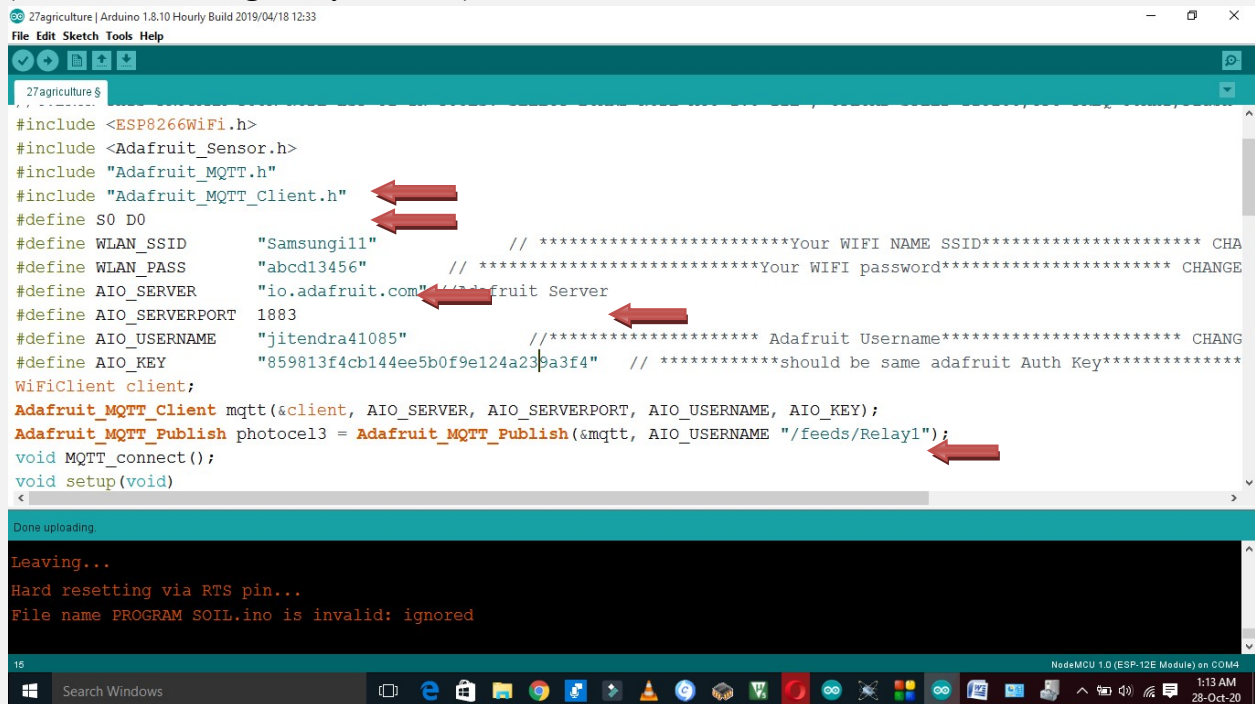 27agriculture | Arduino 1.8.10 Hourly Build 2019/04/18 12:33
File Edit Sketch Tools Help
27agriculture §
#include <ESP8266WiFi.h>
#include <Adafruit_Sensor.h>
#include "Adafruit_MQTT.h"
#include "Adafruit_MQTT_Client.h"
#define S0 D0
#define WLAN_SSID "Samsungi11" // *************************Your WIFI NAME SSID********************** CHA
#define WLAN_PASS "abcd13456" // ****************************Your WIFI password*********************** CHANGE
#define AIO_SERVER "io.adafruit.com" //Adafruit Server
#define AIO_SERVERPORT 1883
#define AIO_USERNAME "jitendra41085" //********************* Adafruit Username************************ CHANG
#define AIO_KEY "859813f4cb144ee5b0f9e124a239a3f4" // ************should be same adafruit Auth Key**************
WiFiClient client;
Adafruit_MQTT_Client mqtt(&client, AIO_SERVER, AIO_SERVERPORT, AIO_USERNAME, AIO_KEY);
Adafruit_MQTT_Publish photocel3 = Adafruit_MQTT_Publish(&mqtt, AIO_USERNAME "/feeds/Relay1");
void MQTT_connect();
void setup(void)
Done uploading.
Leaving...
Hard resetting via RTS pin...
File name PROGRAM SOIL.ino is invalid: ignored
15 NodeMCU 1.0 (ESP-12E Module) on COM4
Search Windows
1:13 AM
28-Oct-20